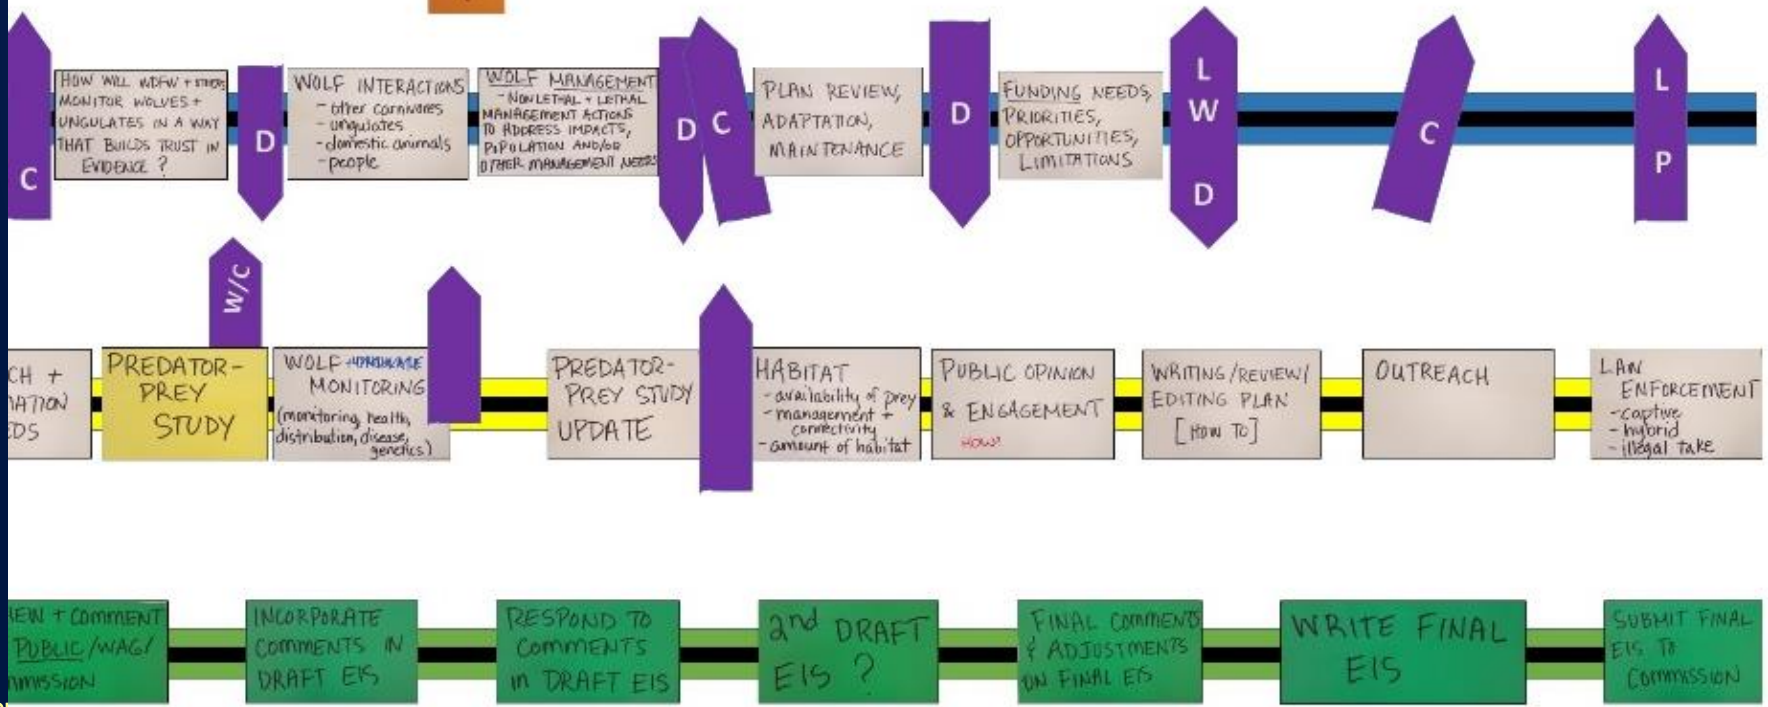 C
HOW WILL WDFW + OTHERS
MONITOR WOLVES +
UNGULATES IN A WAY
THAT BUILDS TRUST IN
EVIDENCE ?
D
WOLF INTERACTIONS
- other carnivores
- ungulates
- domestic animals
- people
WOLF MANAGEMENT
- NONLETHAL + LETHAL
MANAGEMENT ACTIONS
TO ADDRESS IMPACTS,
POPULATION AND/OR
OTHER MANAGEMENT NEEDS
D
C
PLAN REVIEW,
ADAPTATION,
MAINTENANCE
D
FUNDING NEEDS,
PRIORITIES,
OPPORTUNITIES,
LIMITATIONS
L
W
D
C
L
P
W/C
CH +
MATION
EDS
PREDATOR-
PREY
STUDY
WOLF
MONITORING
(monitoring, health,
distribution, disease,
genetics)
PREDATOR-
PREY STUDY
UPDATE
HABITAT
- availability of prey
- management +
connectivity
- amount of habitat
PUBLIC OPINION
& ENGAGEMENT
HOW?
WRITING/REVIEW/
EDITING PLAN
[HOW TO]
OUTREACH
LAW
ENFORCEMENT
- captive
- hybrid
- illegal take
IEW + COMMENT
PUBLIC/WAG/
MMISSION
INCORPORATE
COMMENTS IN
DRAFT EIS
RESPOND TO
COMMENTS
in DRAFT EIS
2nd DRAFT
EIS ?
FINAL COMMENTS
& ADJUSTMENTS
ON FINAL EIS
WRITE FINAL
EIS
SUBMIT FINAL
EIS TO
COMMISSION